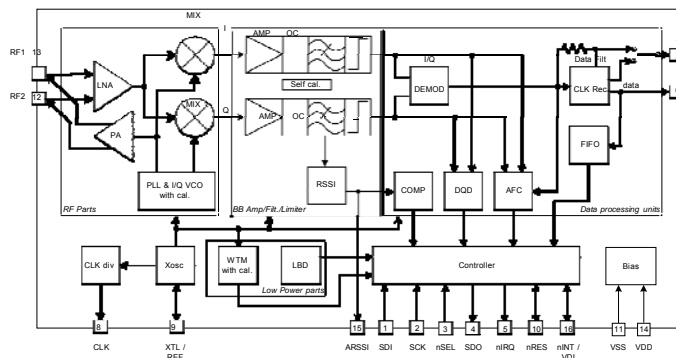 MIX
I
AMP OC
RF1 13
I/Q
Data Filt
LNA
Self cal.
DEMOD
CLK Rec
data
RF2
12
MIX
Q
AMP OC
PA
FIFO
PLL & I/Q VCO
with cal.
RSSI
COMP
DQD
AFC
RF Parts
BB Amp/Filt./Limiter
Data processing units
CLK div
Xosc
WTM
with cal.
LBD
Controller
Bias
Low Power parts
8
9
15
1
2
3
4
5
10
16
11
14
CLK
XTL /
REF
ARSSI
SDI
SCK
nSEL
SDO
nIRQ
nRES
nINT /
VDI
VSS
VDD